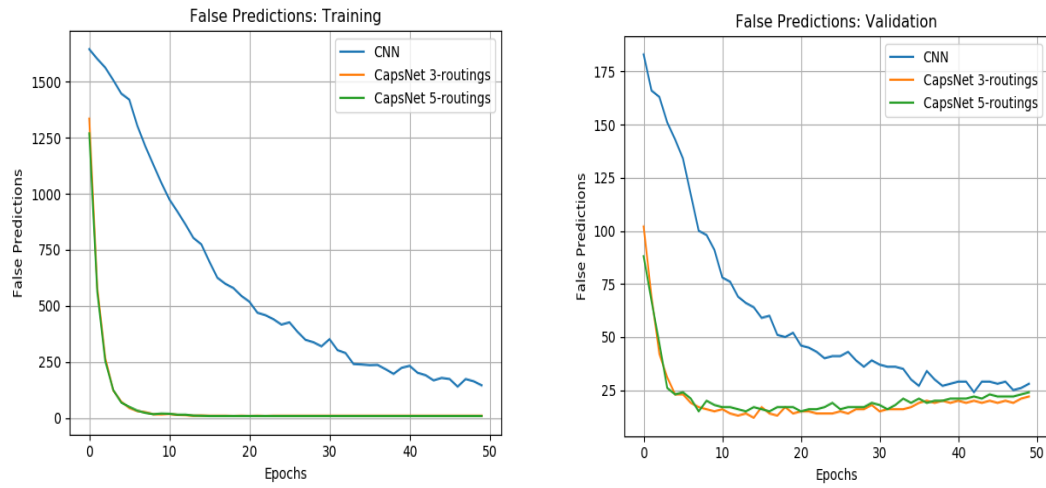 False Predictions: Training
CNN
CapsNet 3-routings
CapsNet 5-routings
1500
1250
1000
750
500
250
0
False Predictions
0 10 20 30 40 50
Epochs
False Predictions: Validation
CNN
CapsNet 3-routings
CapsNet 5-routings
175
150
125
100
75
50
25
False Predictions
0 10 20 30 40 50
Epochs